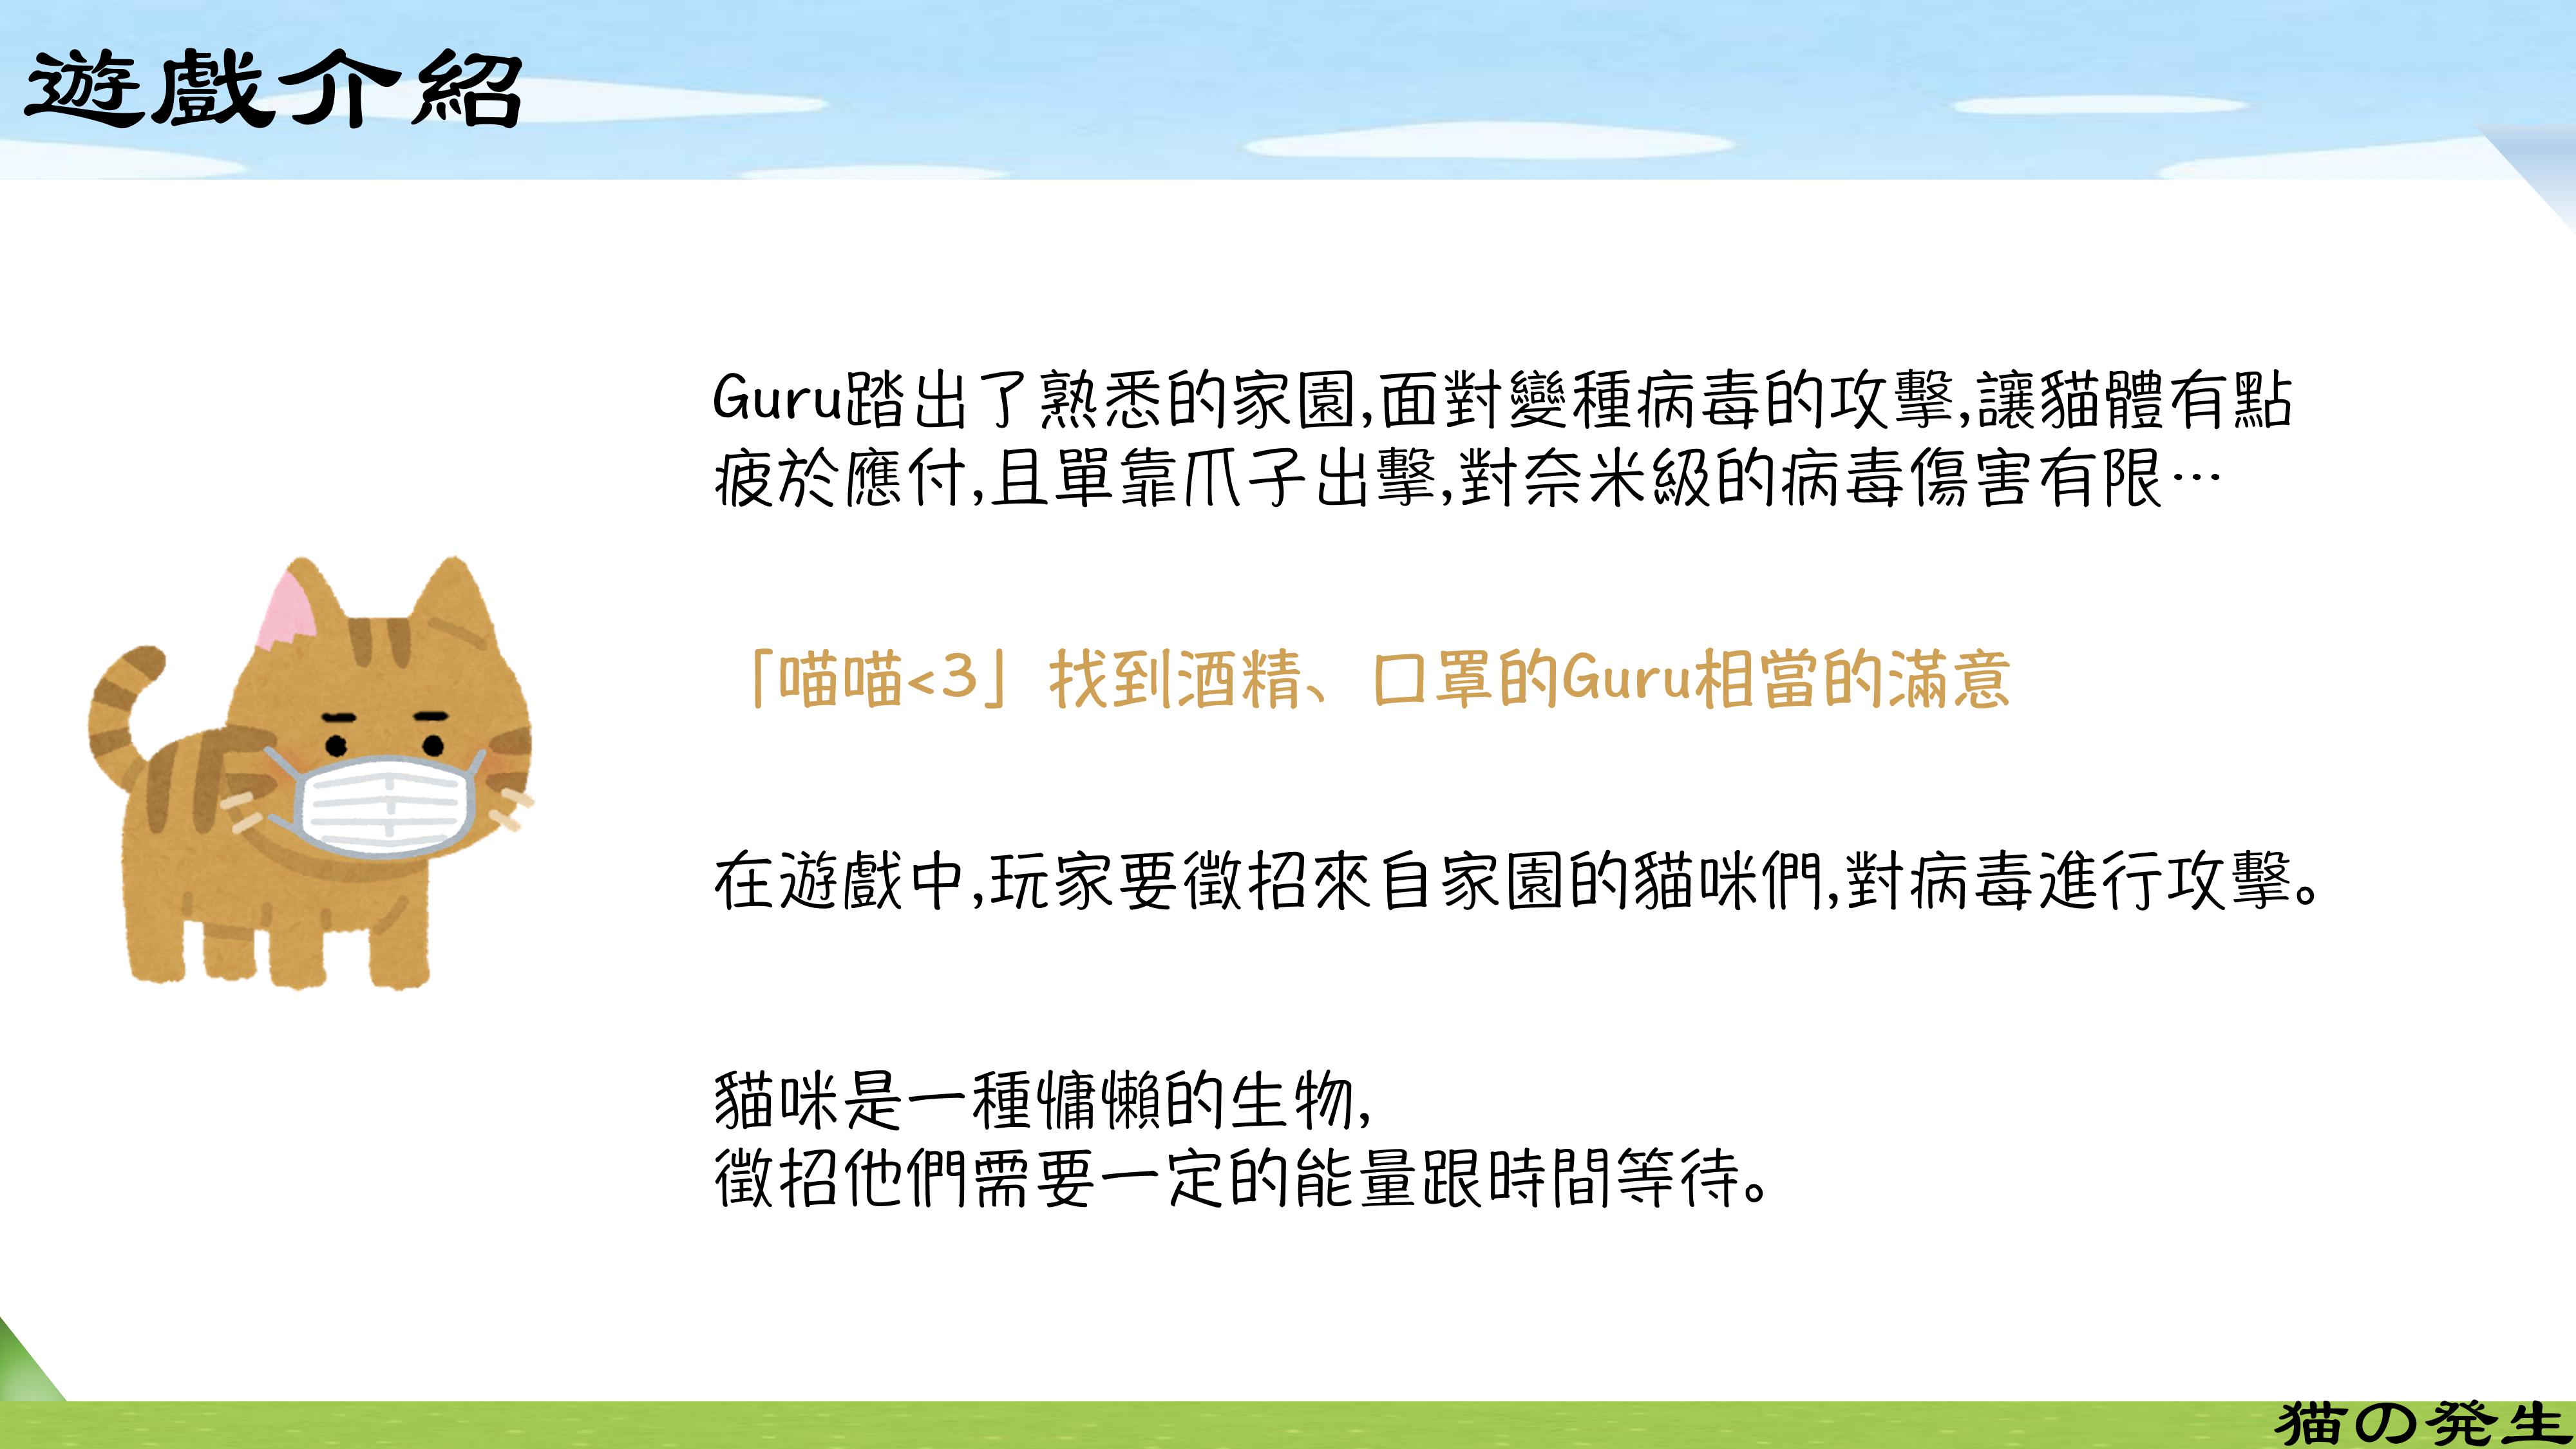 遊戲介紹
Guru踏出了熟悉的家園,面對變種病毒的攻擊,讓貓體有點
疲於應付,且單靠爪子出擊,對奈米級的病毒傷害有限…
「喵喵<3」找到酒精、口罩的Guru相當的滿意
在遊戲中,玩家要徵招來自家園的貓咪們,對病毒進行攻擊。
貓咪是一種慵懶的生物,
徵招他們需要一定的能量跟時間等待。
猫の発生